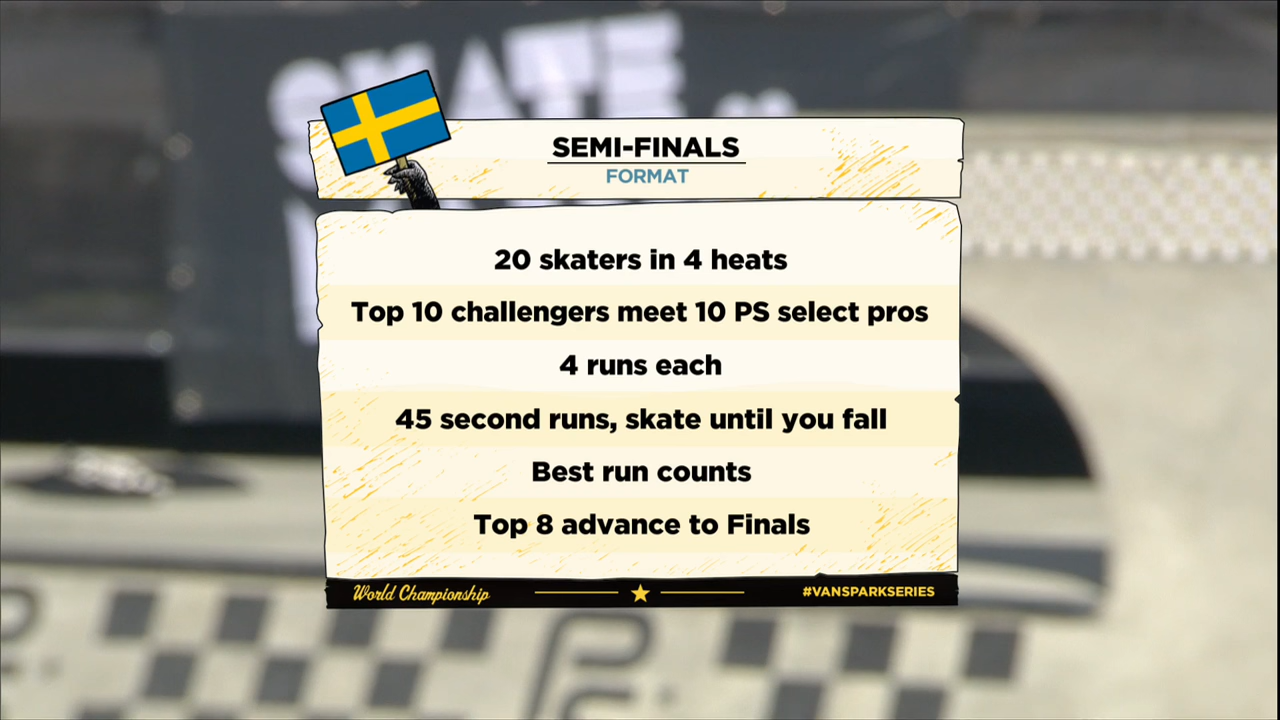 SKATE
SEMI-FINALS
FORMAT
20 skaters in 4 heats
Top 10 challengers meet 10 PS select pros
4 runs each
45 second runs, skate until you fall
Best run counts
Top 8 advance to Finals
World Championship
#VANSPARKSERIES